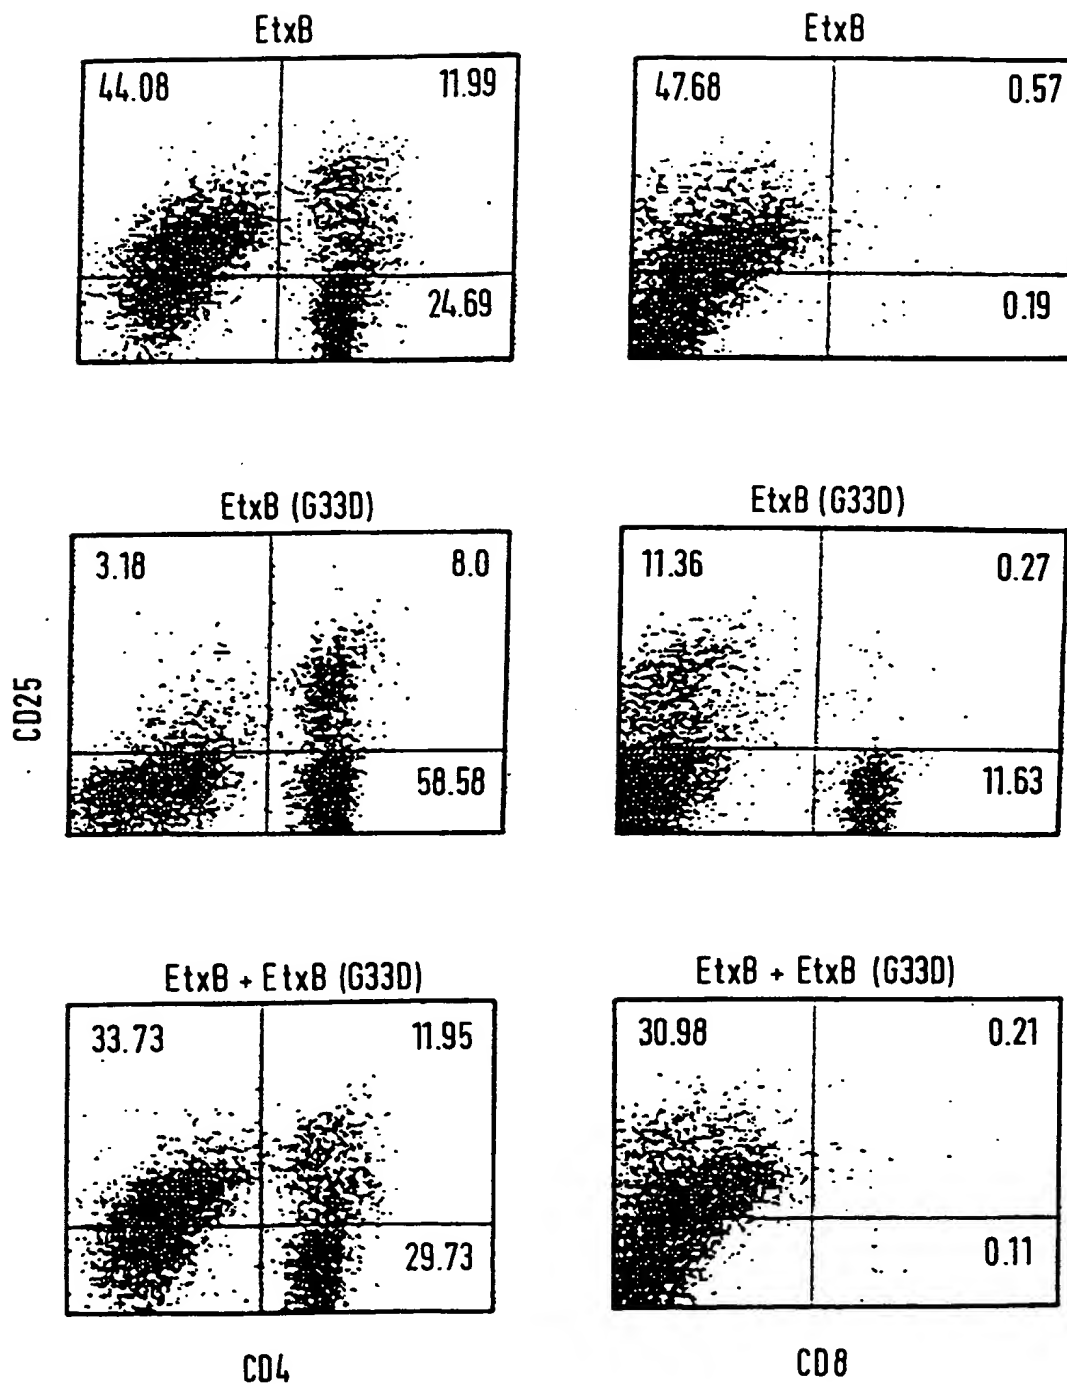 EtxB
EtxB
44.08
11.99
47.68
0.57
24.69
0.19
EtxB (G33D)
EtxB (G33D)
3.18
8.0
11.36
0.27
CD25
58.58
11.63
EtxB + EtxB (G33D)
EtxB + EtxB (G33D)
33.73
11.95
30.98
0.21
29.73
0.11
CD4
CD8